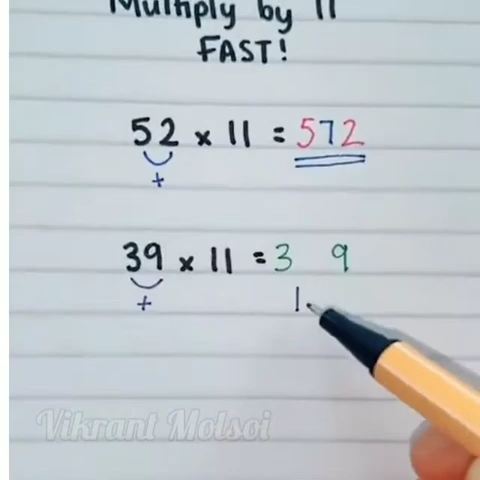 Multiply by 11
FAST!
52 x 11 = 572
+
39 x 11 = 3 9
+ 1
Vikrant Molsoi